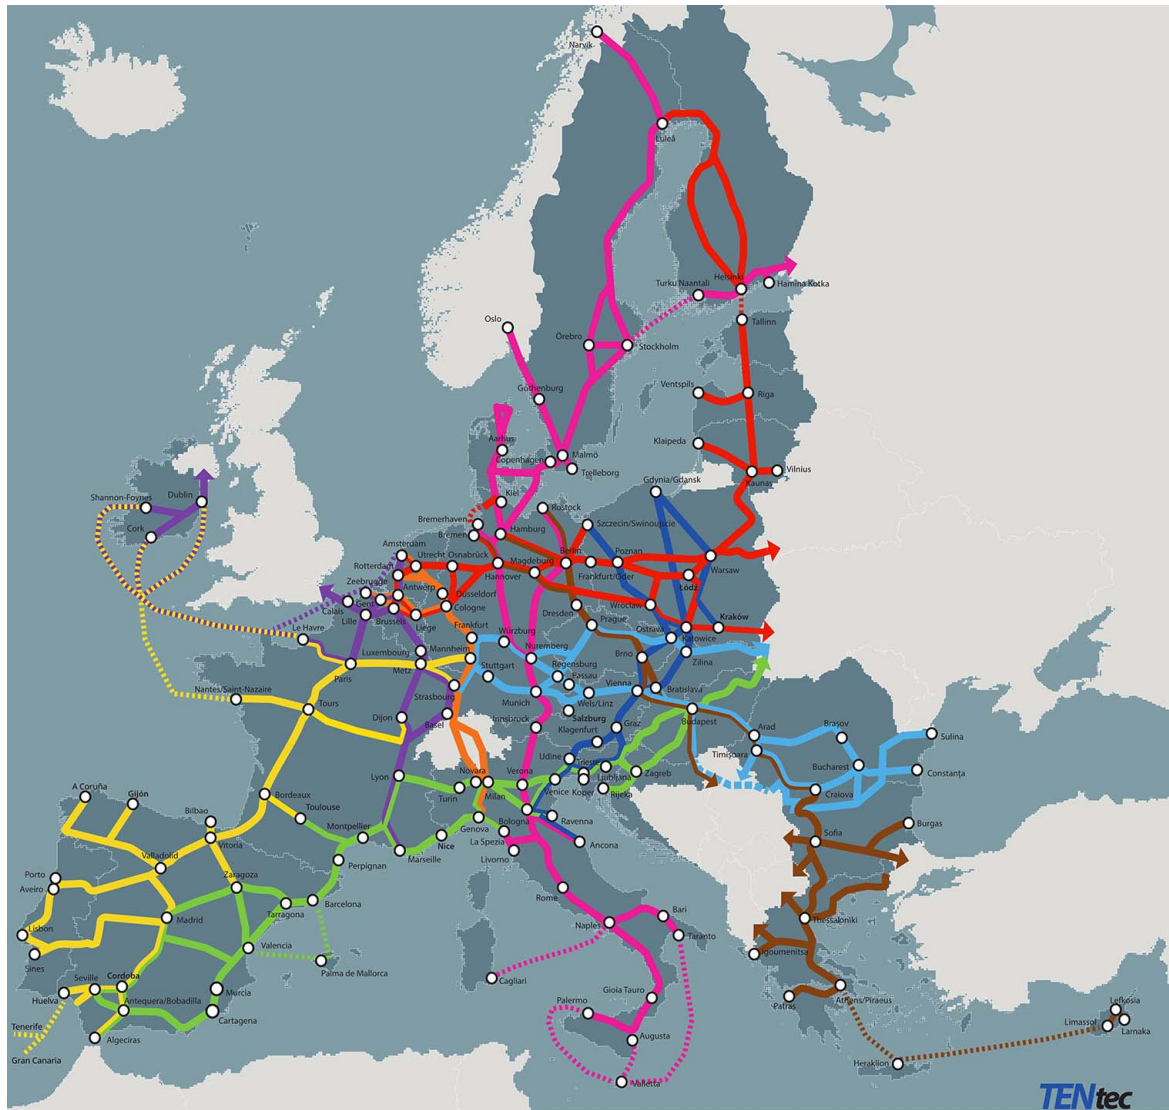 Narvik
Luleå
Helsinki
Turku Naantali
Hamina Kotka
Oslo
Tallinn
Örebro
Stockholm
Gothenburg
Ventspils
Riga
Aarhus
Klaipeda
Copenhagen
Malmö
Trelleborg
Vilnius
Kaunas
Gdynia/Gdansk
Shannon-Foynes
Dublin
Kiel
Rostock
Cork
Bremerhaven
Szczecin/Swinoujscie
Bremen
Hamburg
Amsterdam
Utrecht
Osnabrück
Magdeburg
Berlin
Poznan
Rotterdam
Hannover
Frankfurt/Oder
Warsaw
Zeebrugge
Antwerp
Düsseldorf
Łódz
Calais
Gent
Cologne
Dresden
Wrocław
Lille
Brussels
Liège
Prague
Kraków
Le Havre
Frankfurt
Würzburg
Ostrava
Katowice
Luxembourg
Mannheim
Nuremberg
Brno
Zilina
Paris
Metz
Stuttgart
Regensburg
Passau
Nantes/Saint-Nazaire
Strasbourg
Munich
Wels/Linz
Vienna
Bratislava
Tours
Dijon
Basel
Innsbruck
Salzburg
Klagenfurt
Graz
Budapest
Arad
Brașov
Sulina
Timișoara
Udine
Trieste
Bucharest
Constanța
Lyon
Novara
Verona
Ljubljana
Zagreb
Turin
Milan
Venice
Koper
Rijeka
Craiova
A Coruña
Gijón
Bordeaux
Bilbao
Toulouse
Genova
Bologna
Ravenna
Burgas
Montpellier
Nice
La Spezia
Sofia
Vitoria
Valladolid
Marseille
Livorno
Ancona
Perpignan
Porto
Zaragoza
Aveiro
Rome
Barcelona
Tarragona
Madrid
Bari
Naples
Thessaloniki
Lisbon
Taranto
Valencia
Igoumenitsa
Sines
Palma de Mallorca
Seville
Cordoba
Cagliari
Huelva
Antequera/Bobadilla
Murcia
Gioia Tauro
Patras
Athens/Piraeus
Palermo
Lefkosia
Cartagena
Tenerife
Limassol
Larnaka
Algeciras
Augusta
Gran Canaria
Heraklion
Valletta
TENtec